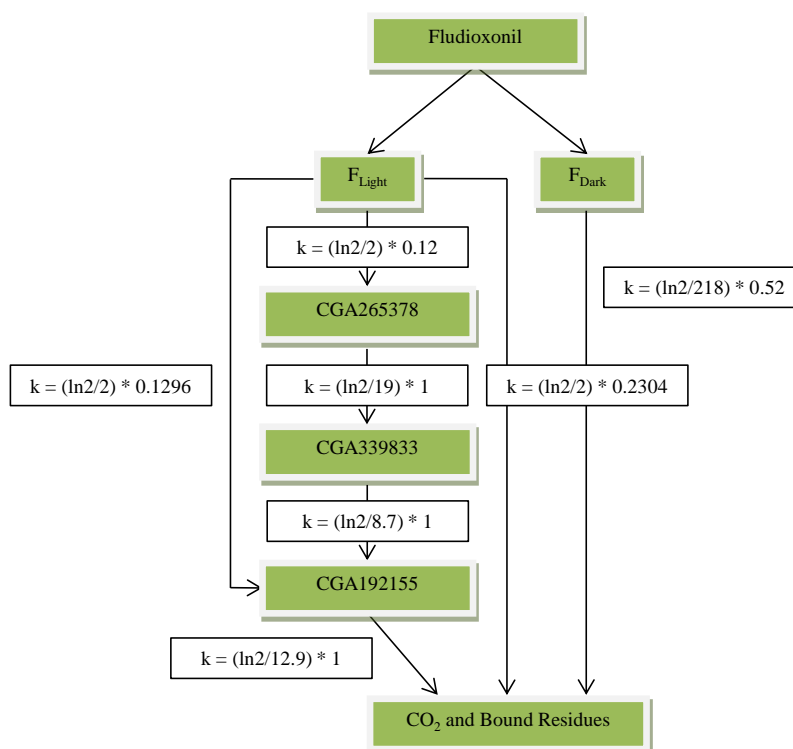 Fludioxonil
F_Light
F_Dark
k = (ln2/2) * 0.12
k = (ln2/218) * 0.52
CGA265378
k = (ln2/2) * 0.1296
k = (ln2/19) * 1
k = (ln2/2) * 0.2304
CGA339833
k = (ln2/8.7) * 1
CGA192155
k = (ln2/12.9) * 1
CO₂ and Bound Residues